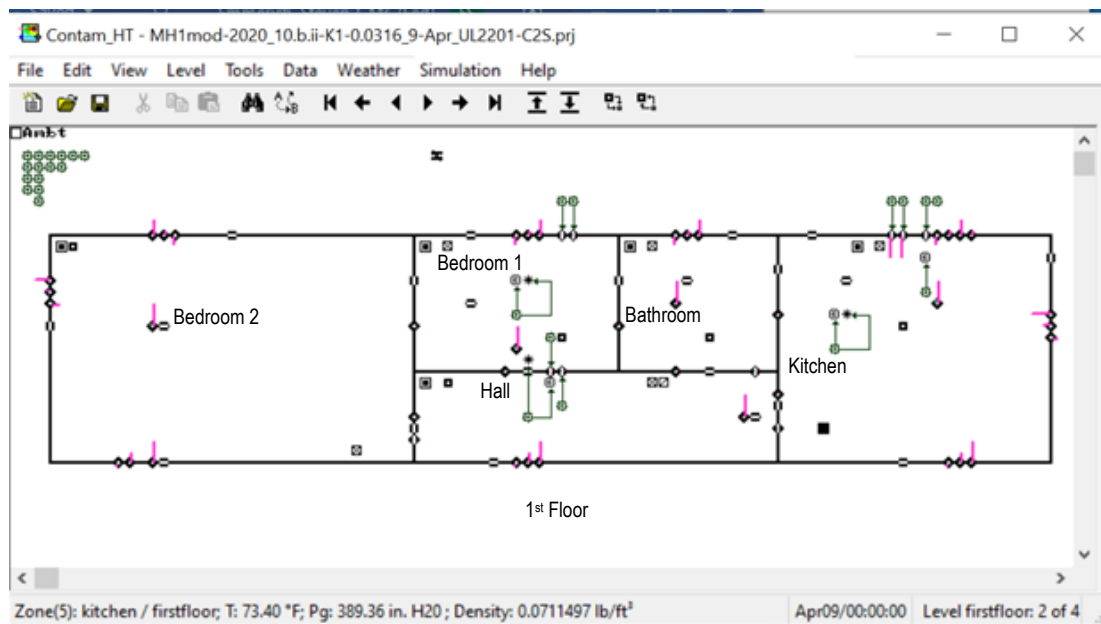 Contam_HT - MH1mod-2020_10.b.ii-K1-0.0316_9-Apr_UL2201-C2S.prj
File Edit View Level Tools Data Weather Simulation Help
Ambt
Bedroom 1
Bedroom 2
Bathroom
Kitchen
Hall
1st Floor
Zone(5): kitchen / firstfloor; T: 73.40 °F; Pg: 389.36 in. H20 ; Density: 0.0711497 lb/ft³ Apr09/00:00:00 Level firstfloor: 2 of 4